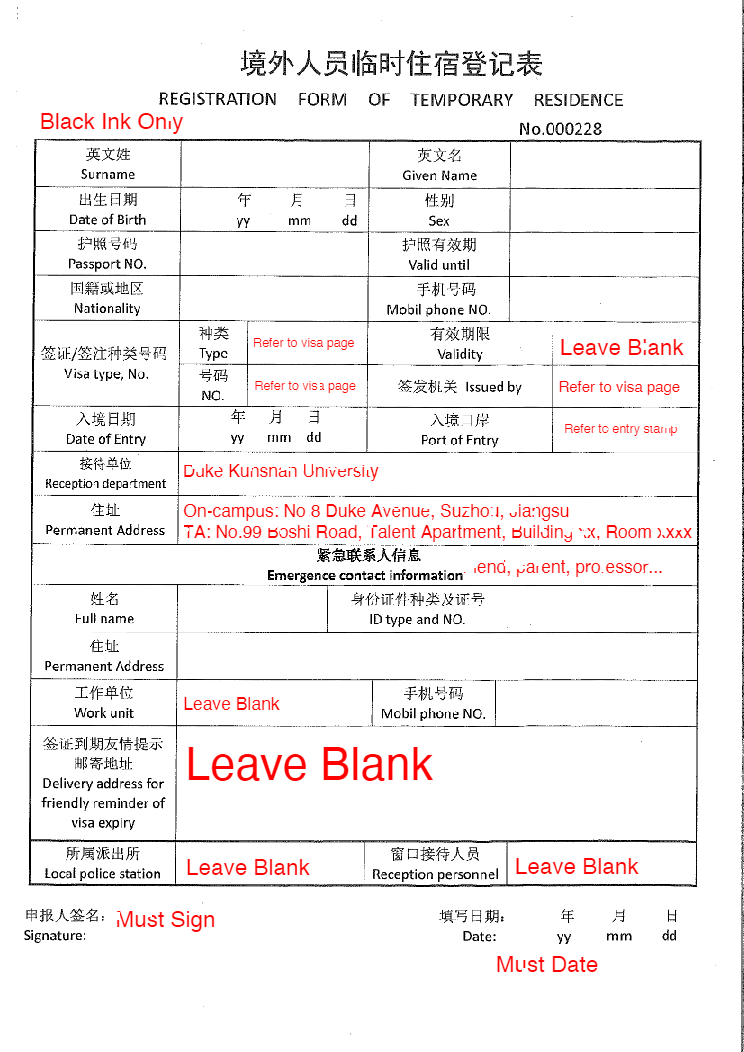 境外人员临时住宿登记表
REGISTRATION FORM OF TEMPORARY RESIDENCE
Black Ink Only
No.000228
英文姓
Surname
英文名
Given Name
出生日期
Date of Birth
年 月 日
yy mm dd
性别
Sex
护照号码
Passport NO.
护照有效期
Valid until
国籍或地区
Nationality
手机号码
Mobil phone NO.
签证/签注种类号码
Visa type, No.
种类
Type
Refer to visa page
有效期限
Validity
Leave Blank
号码
NO.
Refer to visa page
签发机关 Issued by
Refer to visa page
入境日期
Date of Entry
年 月 日
yy mm dd
入境口岸
Port of Entry
Refer to entry stamp
接待单位
Reception department
Duke Kunshan University
住址
Permanent Address
On-campus: No 8 Duke Avenue, Suzhou, Jiangsu
TA: No.99 Boshi Road, Talent Apartment, Building xx, Room xxxx
紧急联系人信息
Emergence contact information
parent, professor...
姓名
Full name
身份证件种类及证号
ID type and NO.
住址
Permanent Address
工作单位
Work unit
Leave Blank
手机号码
Mobil phone NO.
签证到期友情提示
邮寄地址
Delivery address for
friendly reminder of
visa expiry
Leave Blank
所属派出所
Local police station
Leave Blank
窗口接待人员
Reception personnel
Leave Blank
申报人签名：
Signature:
Must Sign
填写日期：
Date:
年 月 日
yy mm dd
Must Date